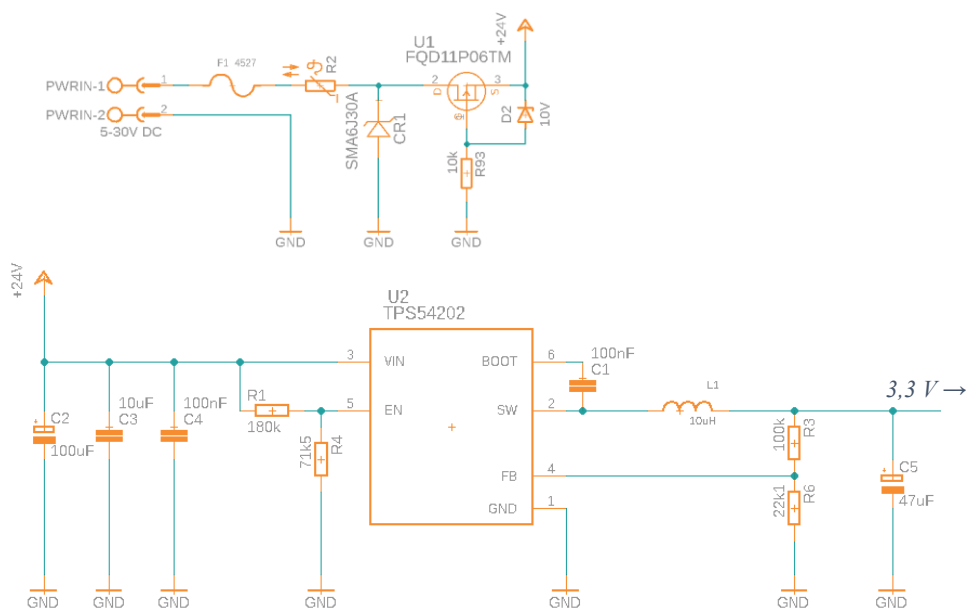 U1
FQD11P06TM
+24V
F1 4527
R2
PWRIN-1
1
2
3
D
S
G
PWRIN-2
2
5-30V DC
SMA6J30A
CR1
D2
10V
10k
R93
GND
GND
GND
+24V
U2
TPS54202
3
VIN
BOOT
6
100nF
C1
R1
180k
5
EN
SW
2
L1
10uH
3,3 V →
C2
100uF
10uF
C3
100nF
C4
71k5
R4
100k
R3
FB
4
22k1
R6
C5
47uF
GND
1
GND
GND
GND
GND
GND
GND
GND